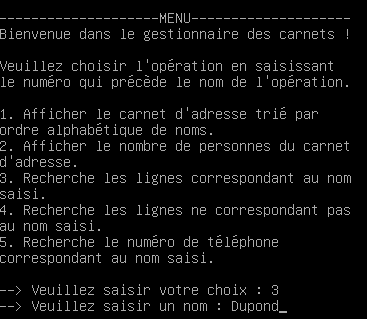 --------------------MENU--------------------
Bienvenue dans le gestionnaire des carnets !
Veuillez choisir l'opération en saisissant
le numéro qui précède le nom de l'opération.
1. Afficher le carnet d'adresse trié par
ordre alphabétique de noms.
2. Afficher le nombre de personnes du carnet
d'adresse.
3. Recherche les lignes correspondant au nom
saisi.
4. Recherche les lignes ne correspondant pas
au nom saisi.
5. Recherche le numéro de téléphone
correspondant au nom saisi.
--> Veuillez saisir votre choix : 3
--> Veuillez saisir un nom : Dupond_